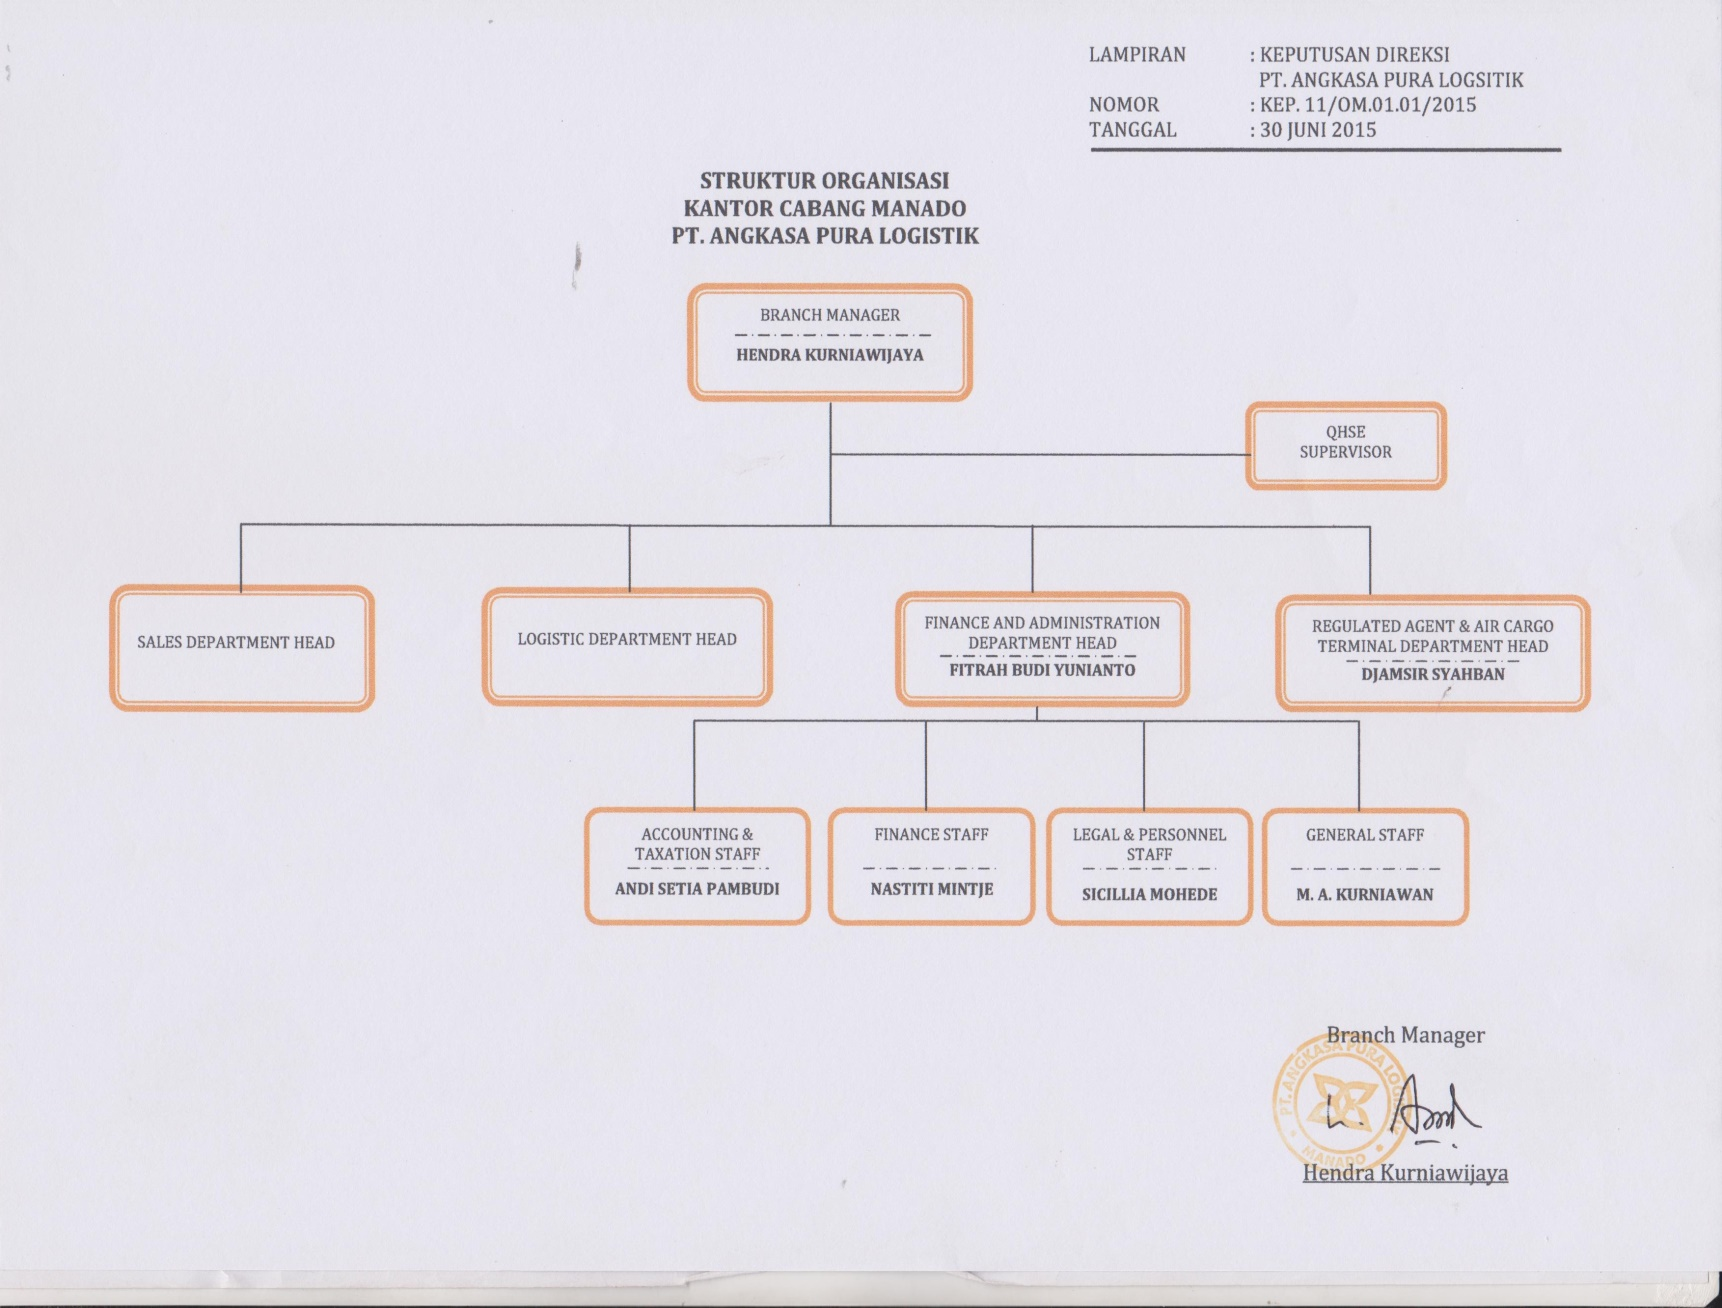 LAMPIRAN : KEPUTUSAN DIREKSI
PT. ANGKASA PURA LOGSITIK
NOMOR : KEP. 11/OM.01.01/2015
TANGGAL : 30 JUNI 2015
STRUKTUR ORGANISASI
KANTOR CABANG MANADO
PT. ANGKASA PURA LOGISTIK
BRANCH MANAGER
HENDRA KURNIAWIJAYA
QHSE
SUPERVISOR
SALES DEPARTMENT HEAD
LOGISTIC DEPARTMENT HEAD
FINANCE AND ADMINISTRATION
DEPARTMENT HEAD
FITRAH BUDI YUNIANTO
REGULATED AGENT & AIR CARGO
TERMINAL DEPARTMENT HEAD
DJAMSIR SYAHBAN
ACCOUNTING &
TAXATION STAFF
ANDI SETIA PAMBUDI
FINANCE STAFF
NASTITI MINTJE
LEGAL & PERSONNEL
STAFF
SICILLIA MOHEDE
GENERAL STAFF
M. A. KURNIAWAN
Branch Manager
PT. ANGKASA PURA
MANADO
Hendra Kurniawijaya